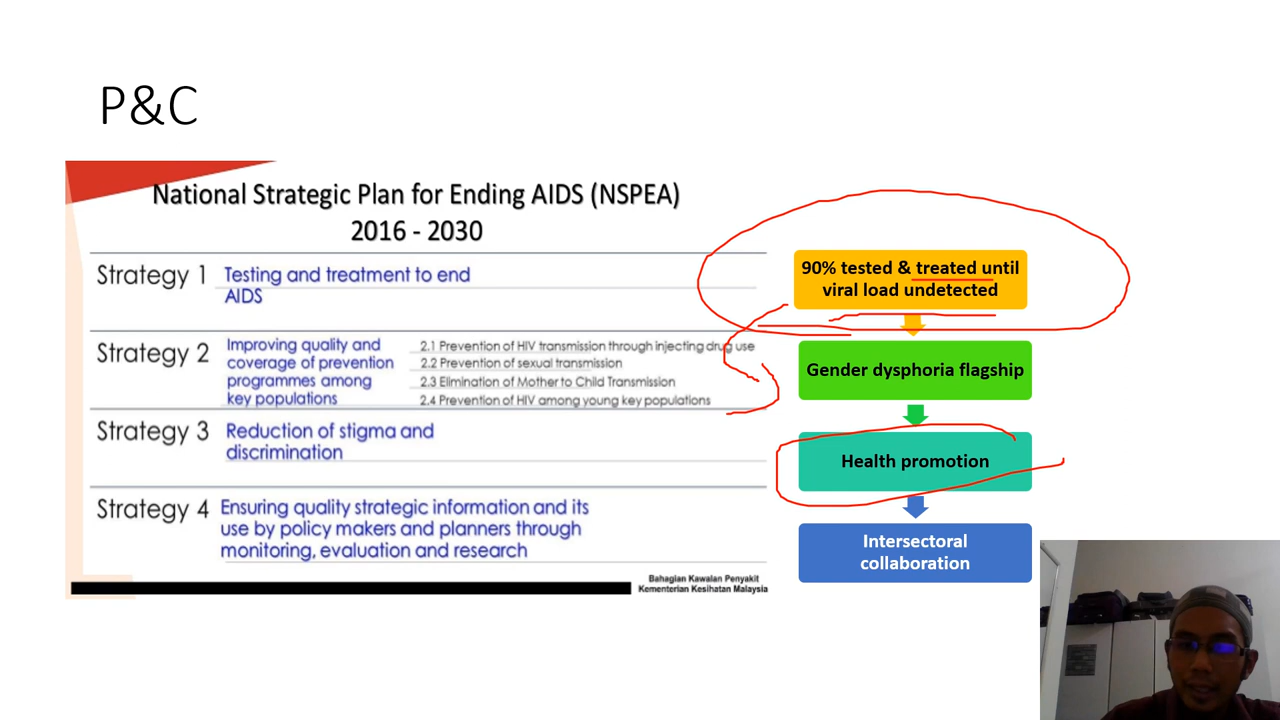 P&C
National Strategic Plan for Ending AIDS (NSPEA)
2016 - 2030
Strategy 1
Testing and treatment to end
AIDS
Strategy 2
Improving quality and
coverage of prevention
programmes among
key populations
2.1 Prevention of HIV transmission through injecting drug use
2.2 Prevention of sexual transmission
2.3 Elimination of Mother to Child Transmission
2.4 Prevention of HIV among young key populations
Strategy 3
Reduction of stigma and
discrimination
Strategy 4
Ensuring quality strategic information and its
use by policy makers and planners through
monitoring, evaluation and research
Bahagian Kawalan Penyakit
Kementerian Kesihatan Malaysia
90% tested & treated until
viral load undetected
Gender dysphoria flagship
Health promotion
Intersectoral
collaboration